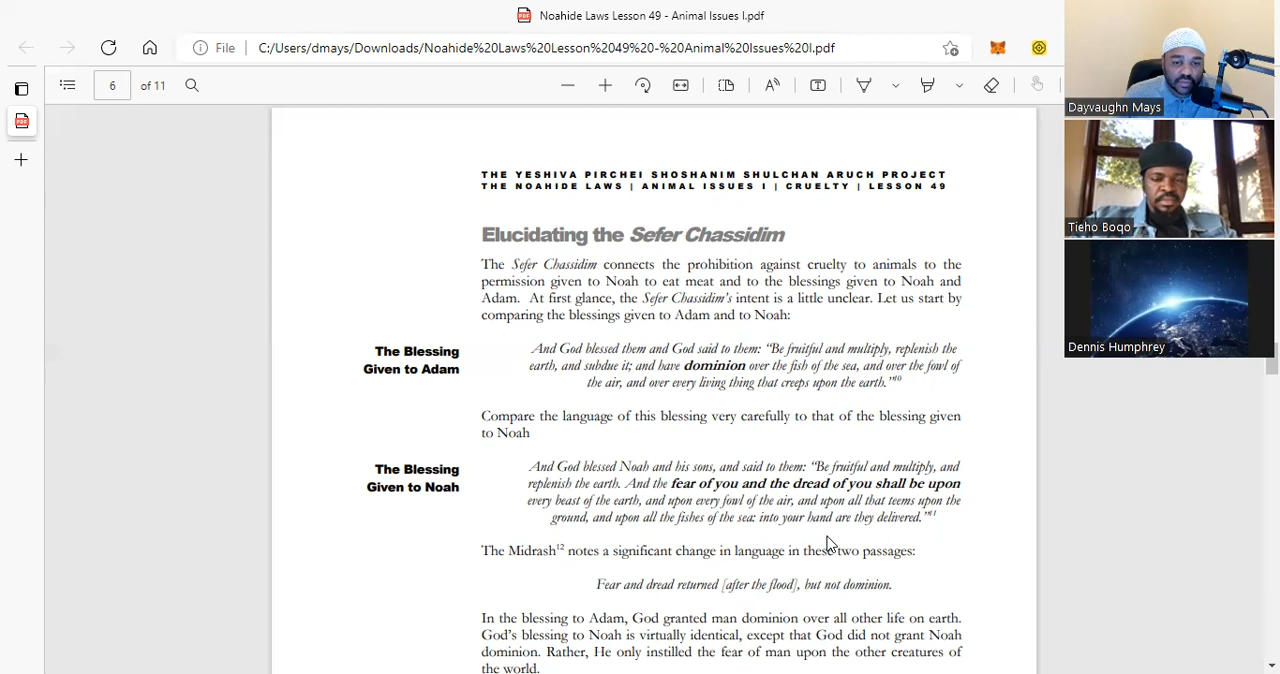 Noahide Laws Lesson 49 - Animal Issues I.pdf
File
C:/Users/dmays/Downloads/Noahide%20Laws%20Lesson%2049%20-%20Animal%20Issues%20I.pdf
6 of 11
THE YESHIVA PIRCHEI SHOSHANIM SHULCHAN ARUCH PROJECT
THE NOAHIDE LAWS | ANIMAL ISSUES I | CRUELTY | LESSON 49
Elucidating the Sefer Chassidim
The Sefer Chassidim connects the prohibition against cruelty to animals to the
permission given to Noah to eat meat and to the blessings given to Noah and
Adam. At first glance, the Sefer Chassidim's intent is a little unclear. Let us start by
comparing the blessings given to Adam and to Noah:
The Blessing
Given to Adam
And God blessed them and God said to them: “Be fruitful and multiply, replenish the
earth, and subdue it; and have dominion over the fish of the sea, and over the fowl of
the air, and over every living thing that creeps upon the earth.”10
Compare the language of this blessing very carefully to that of the blessing given
to Noah
The Blessing
Given to Noah
And God blessed Noah and his sons, and said to them: “Be fruitful and multiply, and
replenish the earth. And the fear of you and the dread of you shall be upon
every beast of the earth, and upon every fowl of the air, and upon all that teems upon the
ground, and upon all the fishes of the sea: into your hand are they delivered.”11
The Midrash12 notes a significant change in language in these two passages:
Fear and dread returned [after the flood], but not dominion.
In the blessing to Adam, God granted man dominion over all other life on earth.
God's blessing to Noah is virtually identical, except that God did not grant Noah
dominion. Rather, He only instilled the fear of man upon the other creatures of
the world.
Dayvaughn Mays
Tieho Boqo
Dennis Humphrey